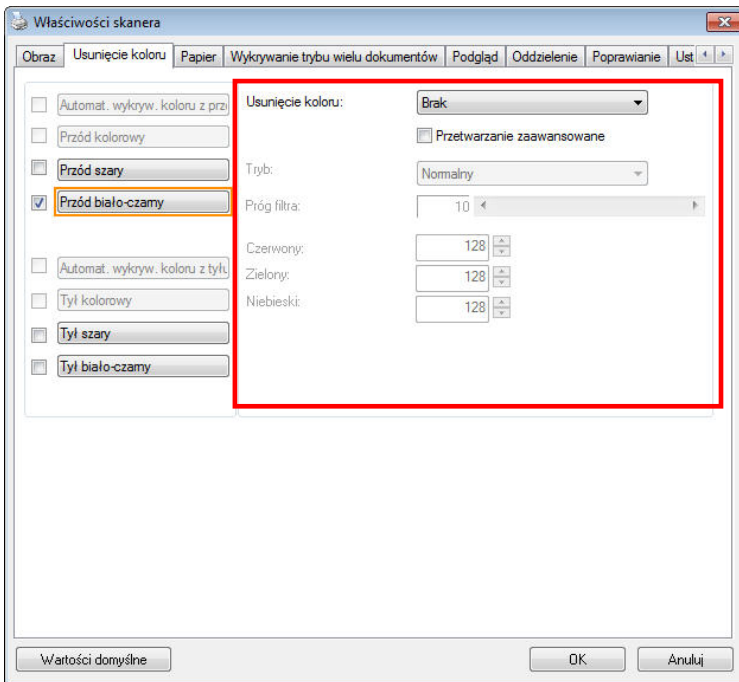 Właściwości skanera
Obraz Usunięcie koloru Papier Wykrywanie trybu wielu dokumentów Podgląd Oddzielenie Poprawianie Ust
Automat. wykryw. koloru z prz
Przód kolorowy
Przód szary
Przód biało-czarny
Automat. wykryw. koloru z tyłu
Tył kolorowy
Tył szary
Tył biało-czarny
Usunięcie koloru: Brak
Przetwarzanie zaawansowane
Tryb: Normalny
Próg filtra: 10
Czerwony: 128
Zielony: 128
Niebieski: 128
Wartości domyślne OK Anuluj